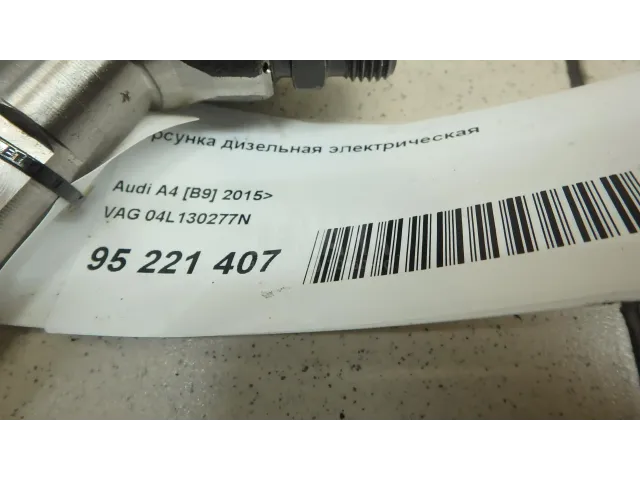 рсунка дизельная электрическая
Audi A4 [B9] 2015>
VAG 04L130277N
95 221 407